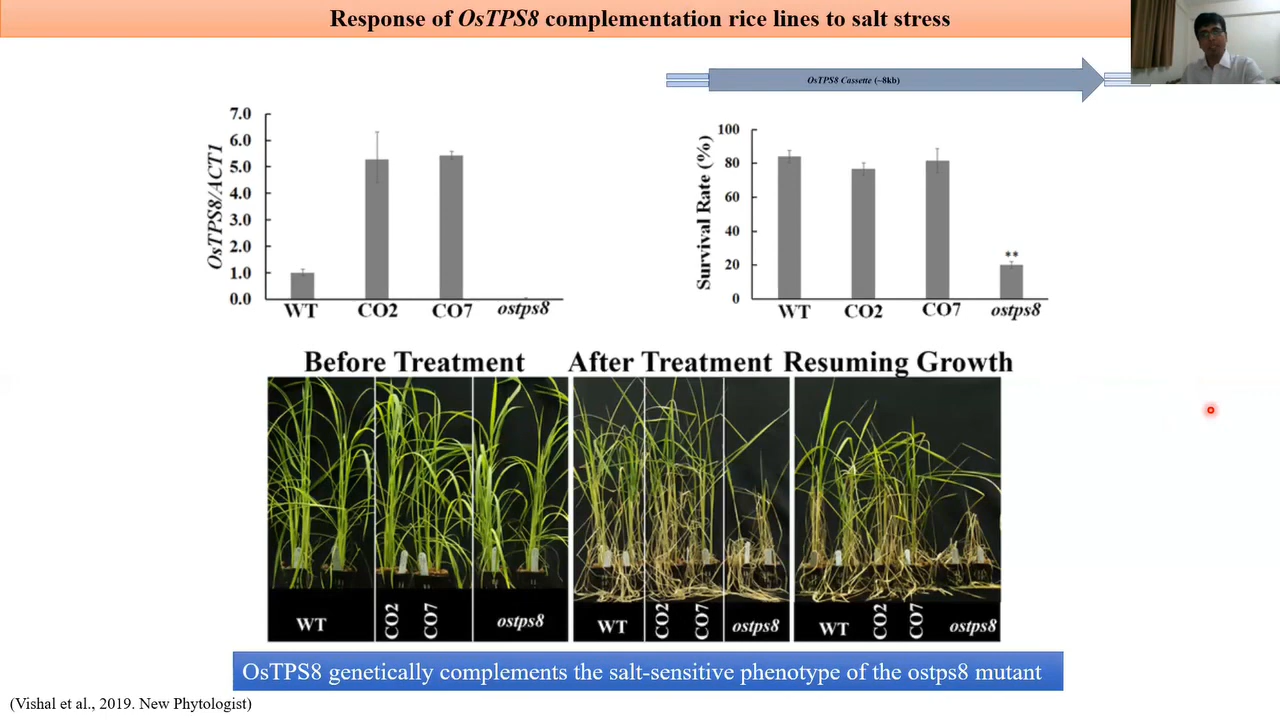 Response of OsTPS8 complementation rice lines to salt stress
OsTPS8 Cassette (~8kb)
OsTPS8/ACT1
7.0
6.0
5.0
4.0
3.0
2.0
1.0
0.0
WT CO2 CO7 ostps8
Survival Rate (%)
100
80
60
40
20
0
**
WT CO2 CO7 ostps8
Before Treatment After Treatment Resuming Growth
WT CO2 CO7 ostps8 WT CO2 CO7 ostps8 WT CO2 CO7 ostps8
OsTPS8 genetically complements the salt-sensitive phenotype of the ostps8 mutant
(Vishal et al., 2019. New Phytologist)